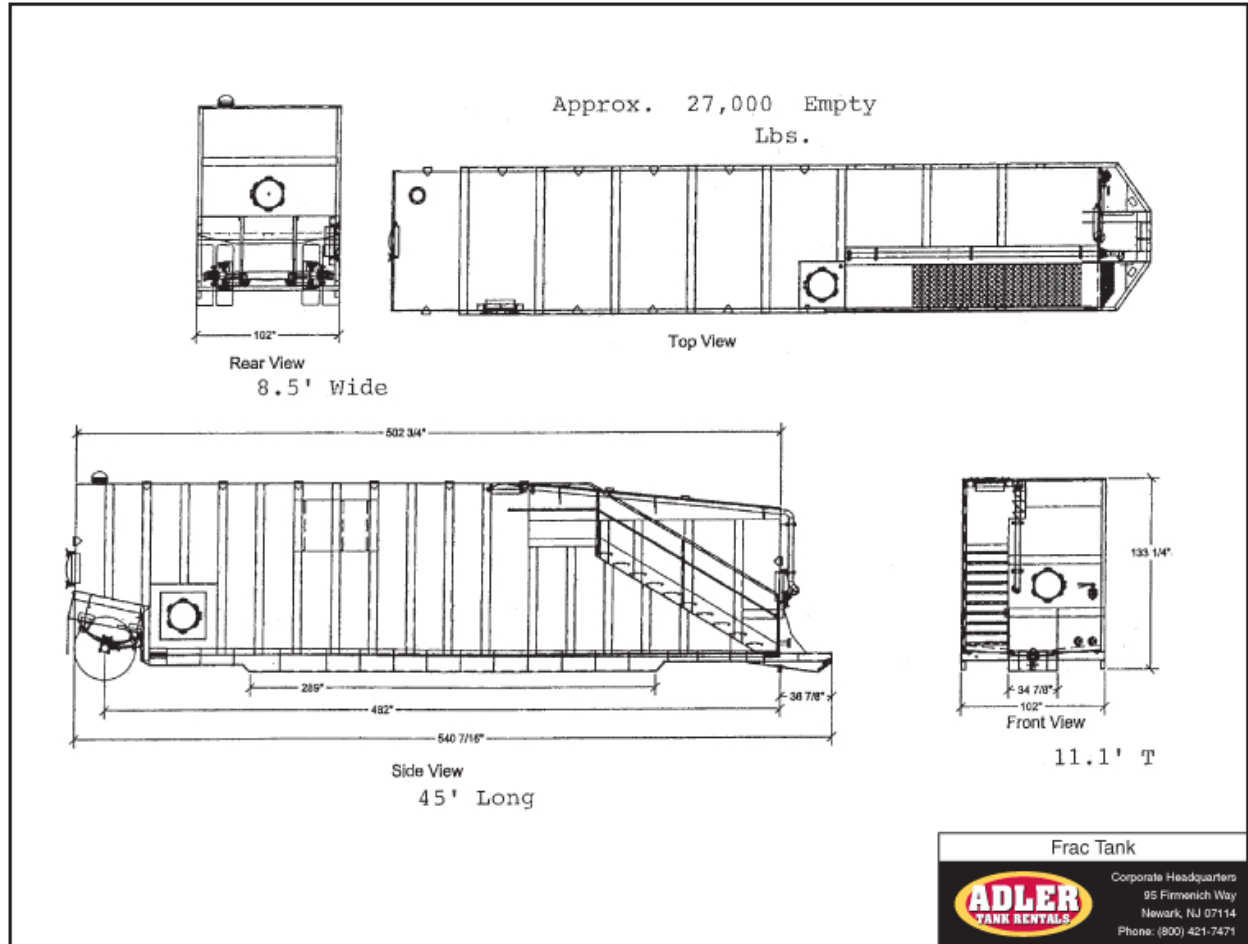 Approx. 27,000 Empty
Lbs.
102"
Rear View
8.5' Wide
Top View
502 3/4"
289"
482"
36 7/8"
540 7/16"
Side View
45' Long
133 1/4"
34 7/8"
102"
Front View
11.1' T
Frac Tank
ADLER
TANK RENTALS
Corporate Headquarters
95 Firmenich Way
Newark, NJ 07114
Phone: (800) 421-7471